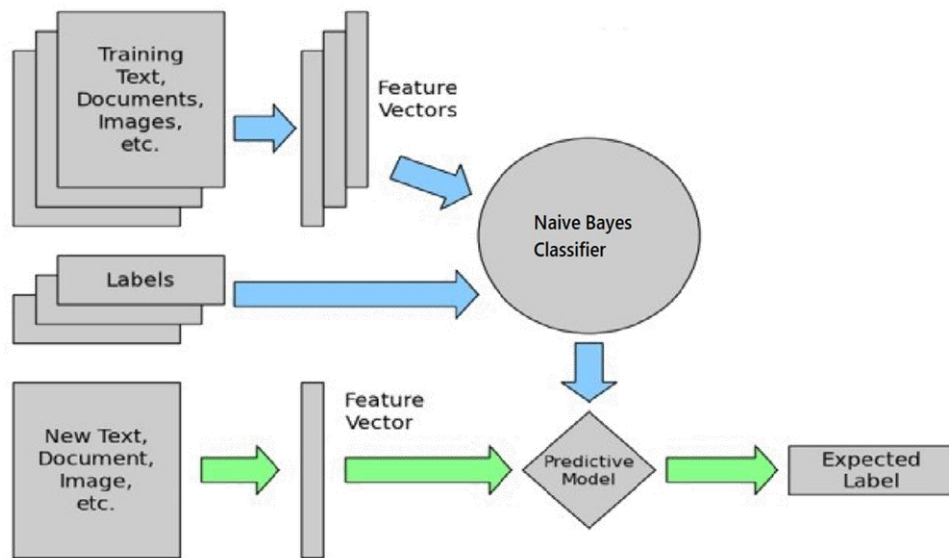 Training
Text,
Documents,
Images,
etc.
Feature
Vectors
Naive Bayes
Classifier
Labels
New Text,
Document,
Image,
etc.
Feature
Vector
Predictive
Model
Expected
Label